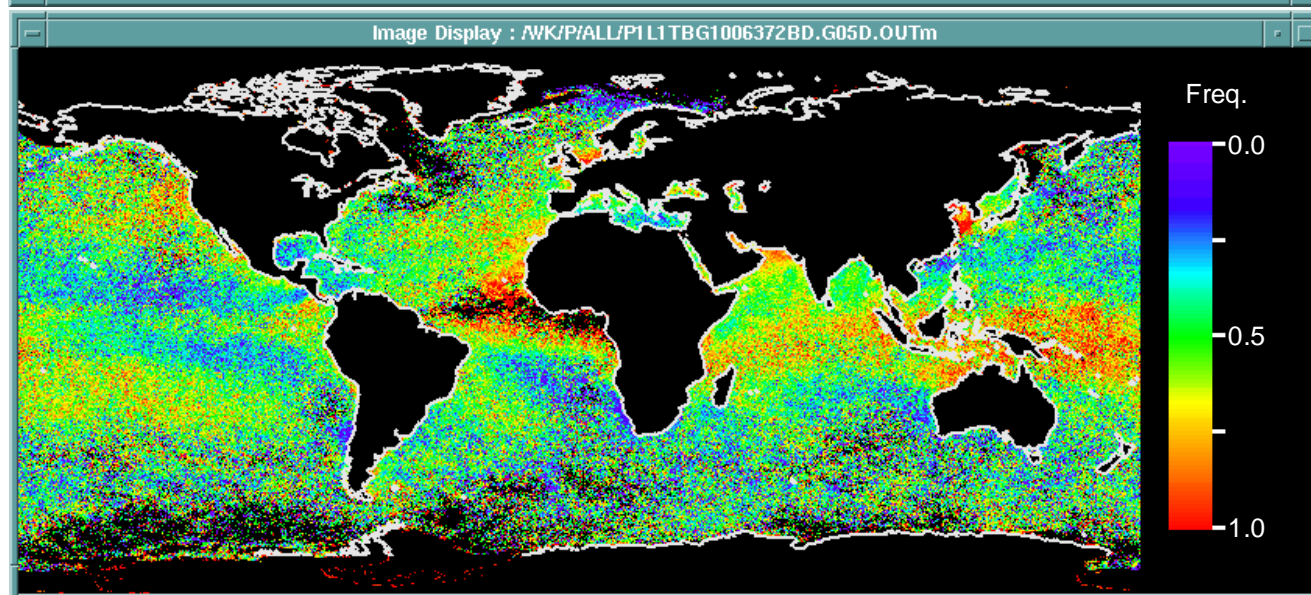 Image Display : /WK/P/ALL/P1L1TBG1006372BD.G05D.OUTm
Freq.
0.0
0.5
1.0